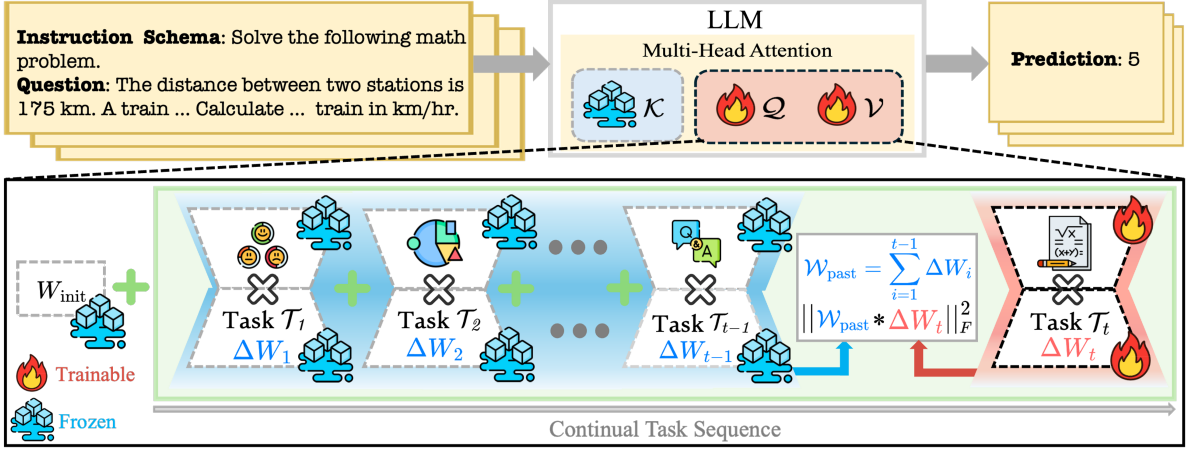 Instruction Schema: Solve the following math
problem.
Question: The distance between two stations is
175 km. A train ... Calculate ... train in km/hr.
LLM
Multi-Head Attention
𝒦
𝒬
𝒱
Prediction: 5
W_init
Task 𝒯_1
ΔW_1
Task 𝒯_2
ΔW_2
Q
&
A
Task 𝒯_{t-1}
ΔW_{t-1}
𝒲_past = ∑_{i=1}^{t-1} ΔW_i
||𝒲_past * ΔW_t||_F^2
√x
(x+y)=
Task 𝒯_t
ΔW_t
Trainable
Frozen
Continual Task Sequence